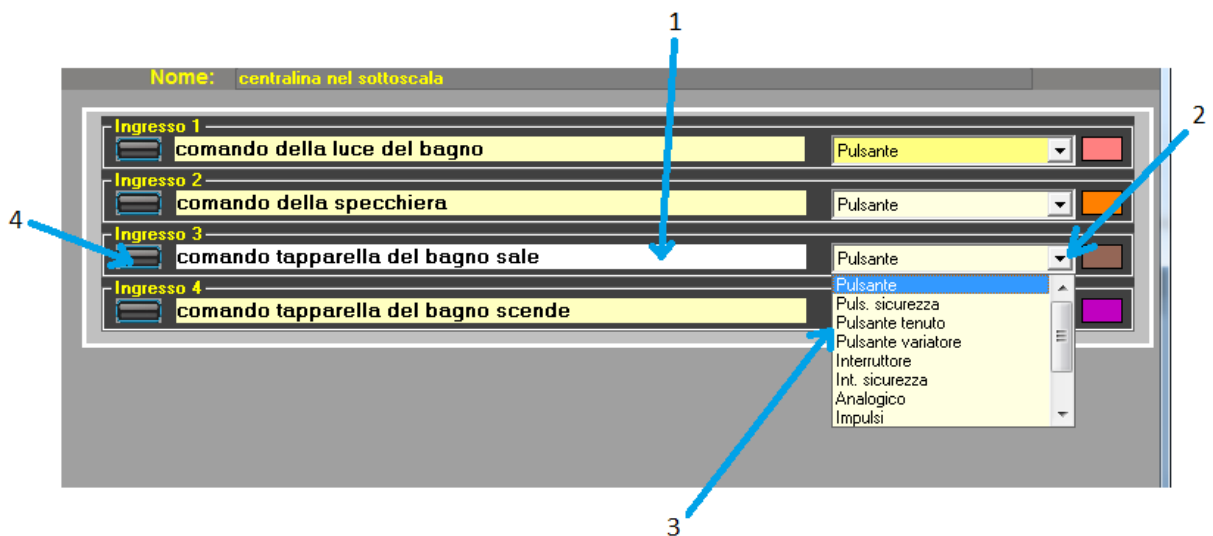 1
Nome: centralina nel sottoscala
2
Ingresso 1
comando della luce del bagno Pulsante
Ingresso 2
comando della specchiera Pulsante
4
Ingresso 3
comando tapparella del bagno sale Pulsante
Ingresso 4
comando tapparella del bagno scende
Pulsante
Puls. sicurezza
Pulsante tenuto
Pulsante variatore
Interruttore
Int. sicurezza
Analogico
Impulsi
3